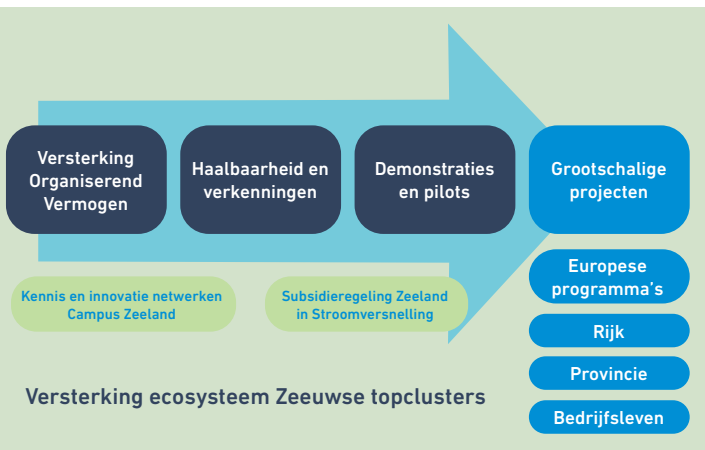 Versterking
Organiserend
Vermogen
Haalbaarheid en
verkenningen
Demonstraties
en pilots
Grootschalige
projecten
Kennis en innovatie netwerken
Campus Zeeland
Subsidieregeling Zeeland
in Stroomversnelling
Europese
programma's
Rijk
Provincie
Bedrijfsleven
Versterking ecosysteem Zeeuwse topclusters